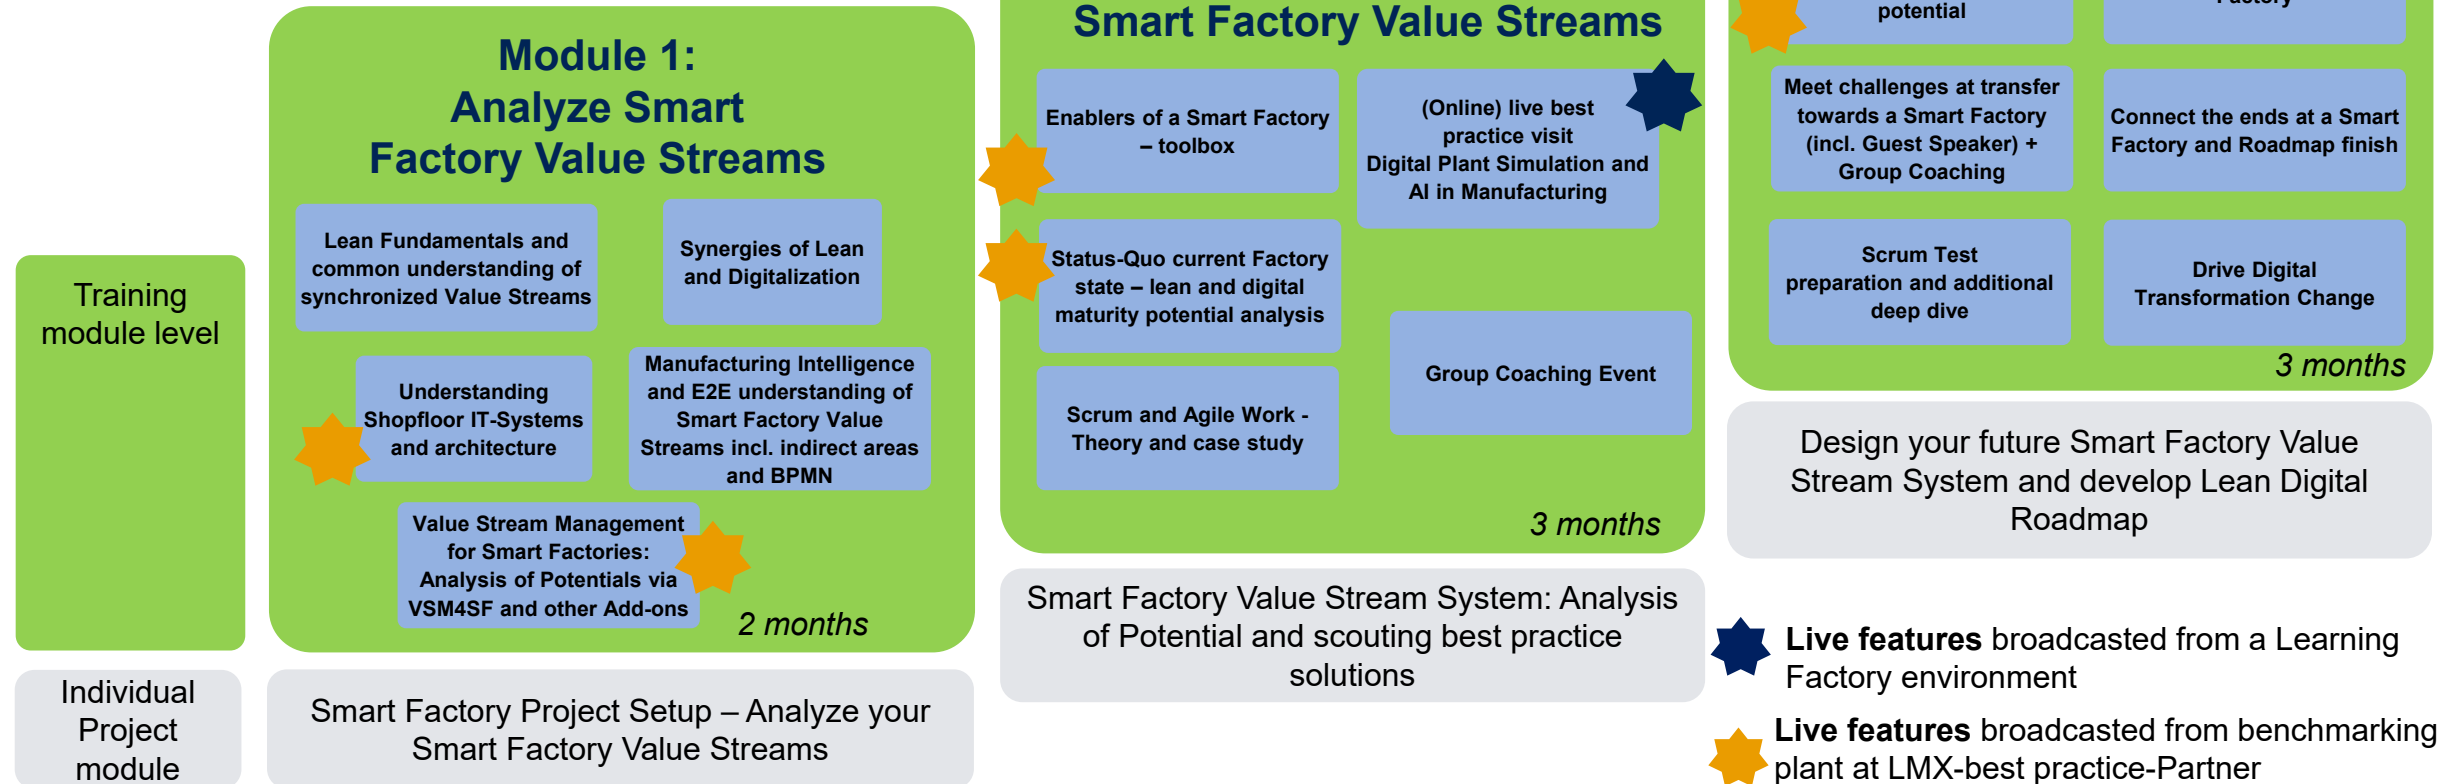 Training
module level
Individual
Project
module
Module 1:
Analyze Smart
Factory Value Streams
Lean Fundamentals and
common understanding of
synchronized Value Streams
Synergies of Lean
and Digitalization
Understanding
Shopfloor IT-Systems
and architecture
Manufacturing Intelligence
and E2E understanding of
Smart Factory Value
Streams incl. indirect areas
and BPMN
Value Stream Management
for Smart Factories:
Analysis of Potentials via
VSM4SF and other Add-ons
2 months
Smart Factory Project Setup – Analyze your
Smart Factory Value Streams
Smart Factory Value Streams
Enablers of a Smart Factory
– toolbox
(Online) live best
practice visit
Digital Plant Simulation and
AI in Manufacturing
Status-Quo current Factory
state – lean and digital
maturity potential analysis
Group Coaching Event
Scrum and Agile Work -
Theory and case study
3 months
Smart Factory Value Stream System: Analysis
of Potential and scouting best practice
solutions
potential
Factory
Meet challenges at transfer
towards a Smart Factory
(incl. Guest Speaker) +
Group Coaching
Connect the ends at a Smart
Factory and Roadmap finish
Scrum Test
preparation and additional
deep dive
Drive Digital
Transformation Change
3 months
Design your future Smart Factory Value
Stream System and develop Lean Digital
Roadmap
Live features broadcasted from a Learning
Factory environment
Live features broadcasted from benchmarking
plant at LMX-best practice-Partner